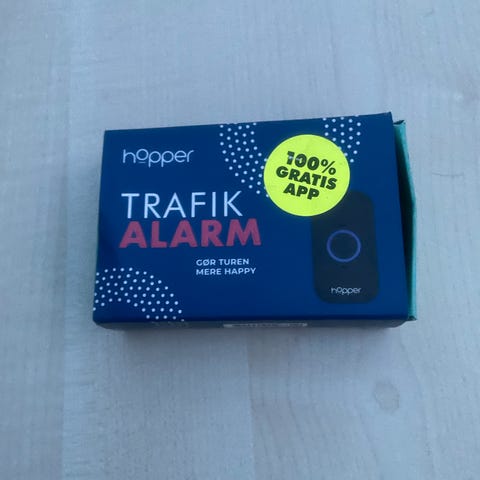 hopper
100%
GRATIS
APP
TRAFIK
ALARM
GØR TUREN
MERE HAPPY
hopper